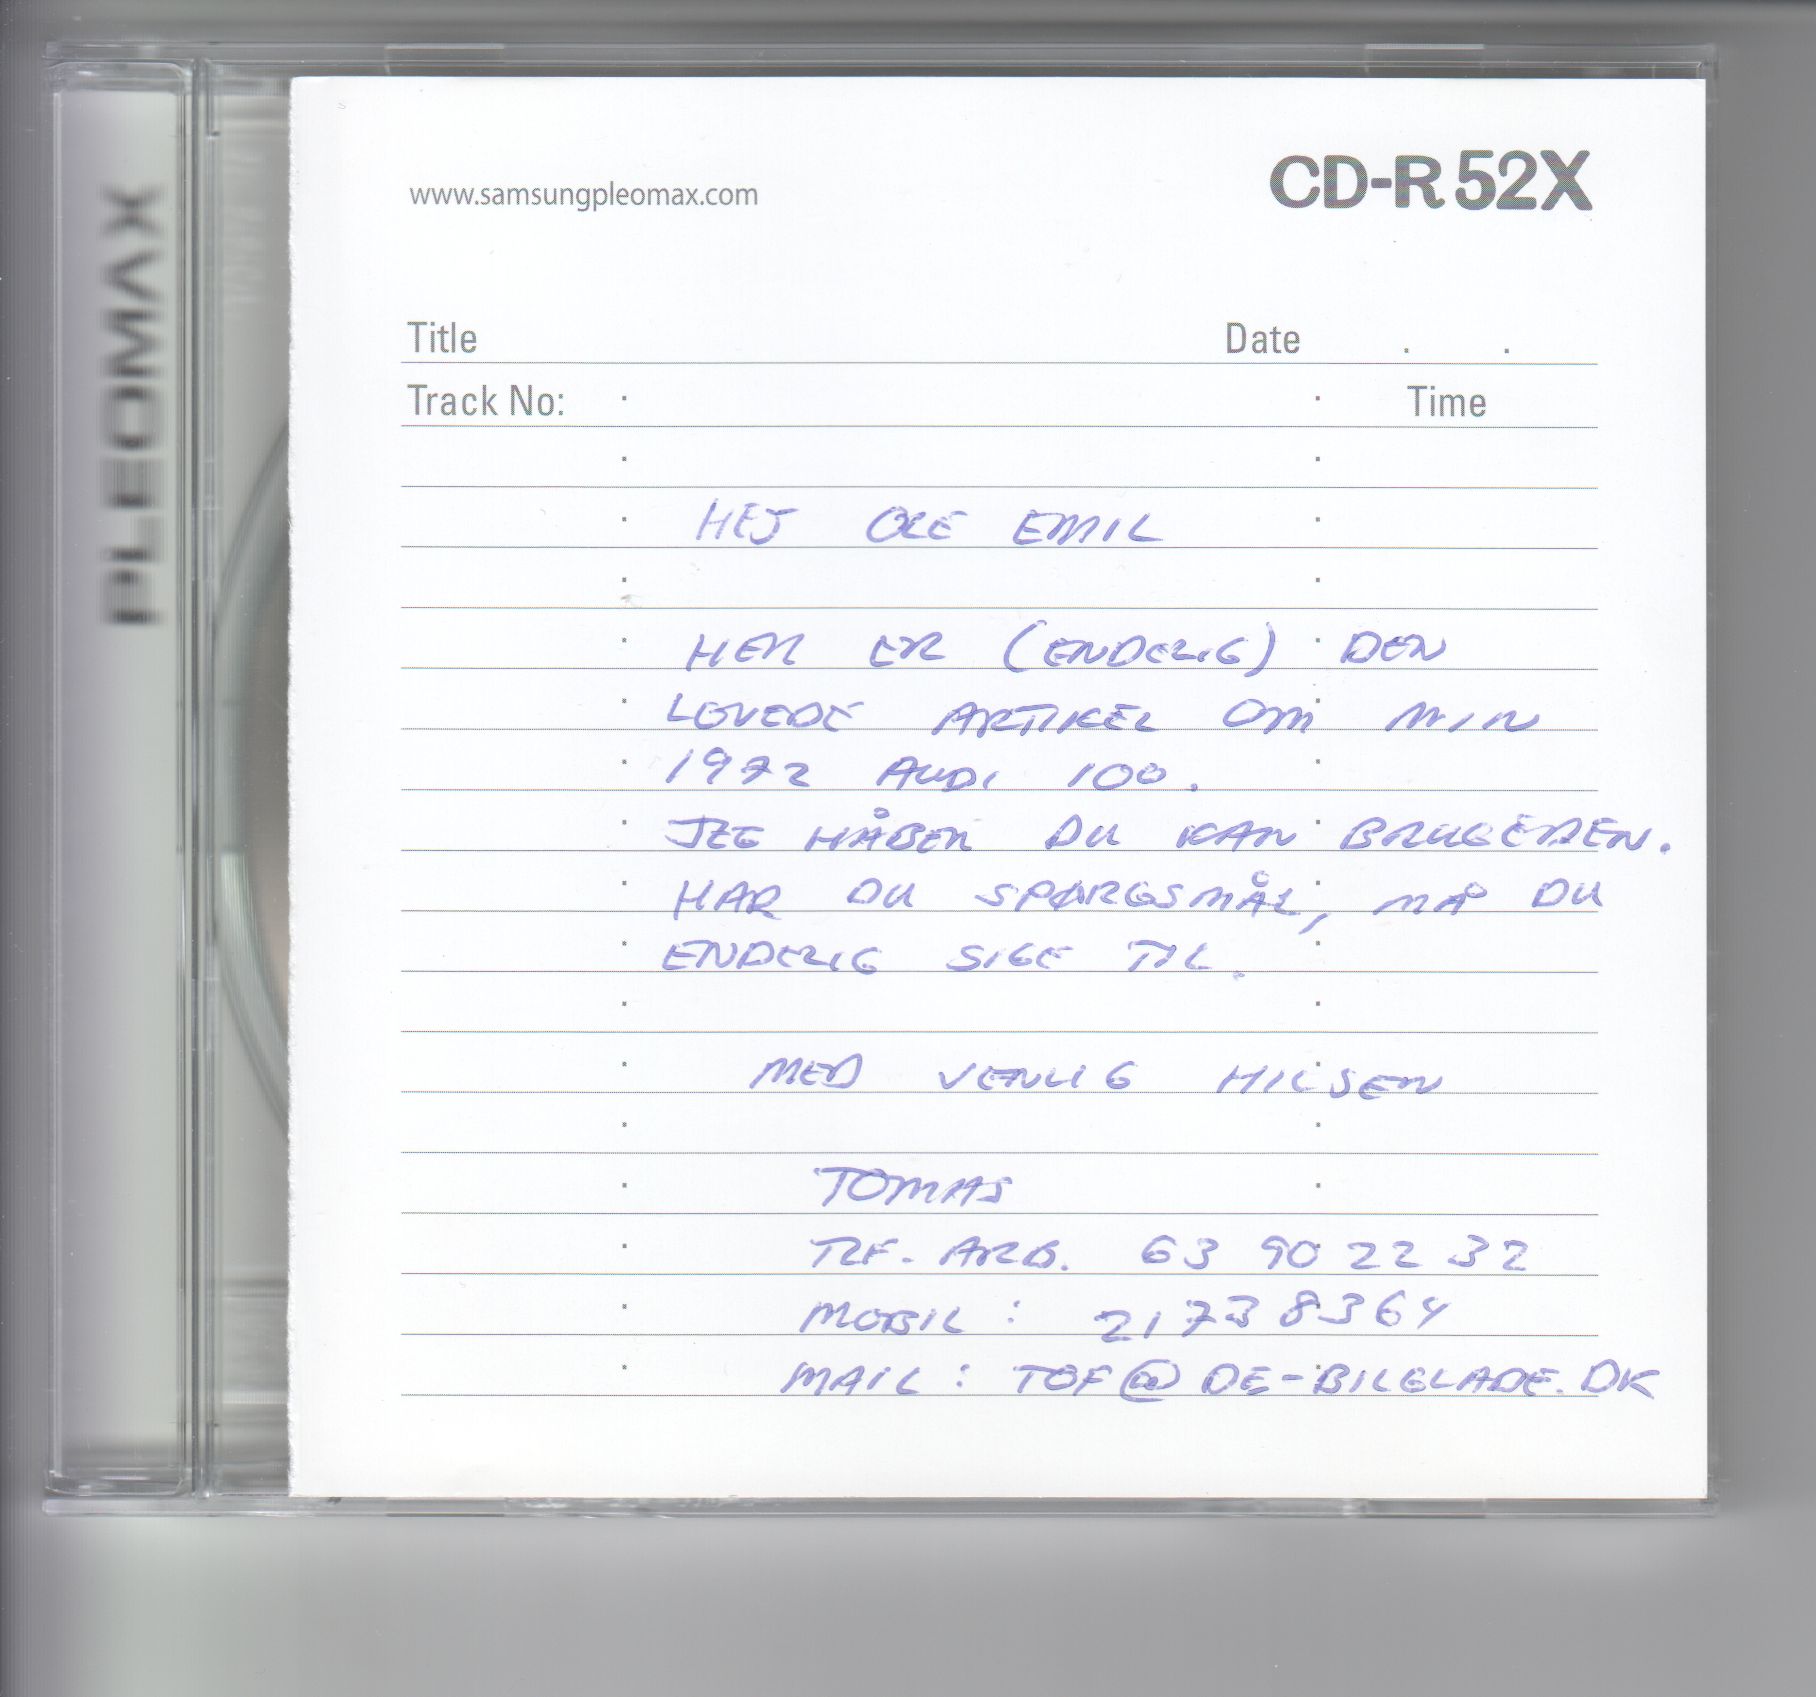 PLEOMAX
www.samsungpleomax.com
CD-R 52X
Title Date . .
Track No: Time
HEJ OLE EMIL
HER ER (ENDELIG) DEN
LOVEDE ARTIKEL OM MIN
1972 AUDI 100.
JEG HÅBER DU KAN BRUGE DEN.
HAR DU SPØRGSMÅL, MÅ DU
ENDELIG SIGE TIL.
MED VENLIG HILSEN
TOMAS
TLF. ARB. 63 90 22 32
MOBIL : 21738364
MAIL : TOF@DE-BILGLADE.DK